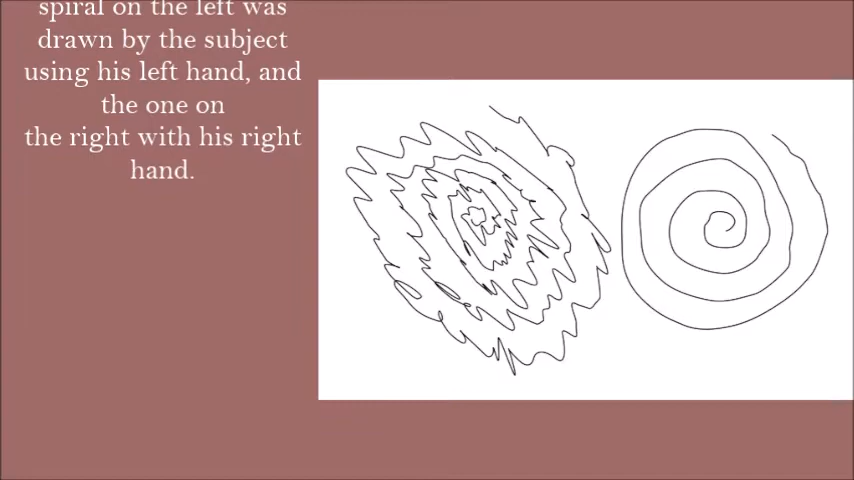 spiral on the left was
drawn by the subject
using his left hand, and
the one on
the right with his right
hand.